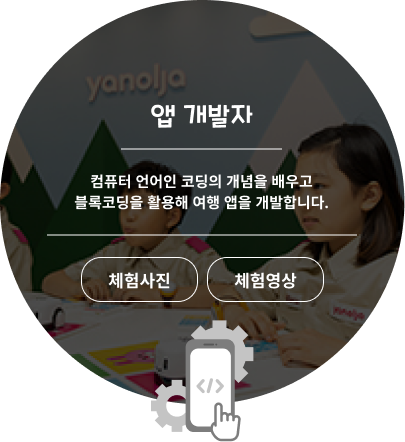 yanolja
앱 개발자
컴퓨터 언어인 코딩의 개념을 배우고
블록코딩을 활용해 여행 앱을 개발합니다.
체험사진
체험영상
yanolja
</>